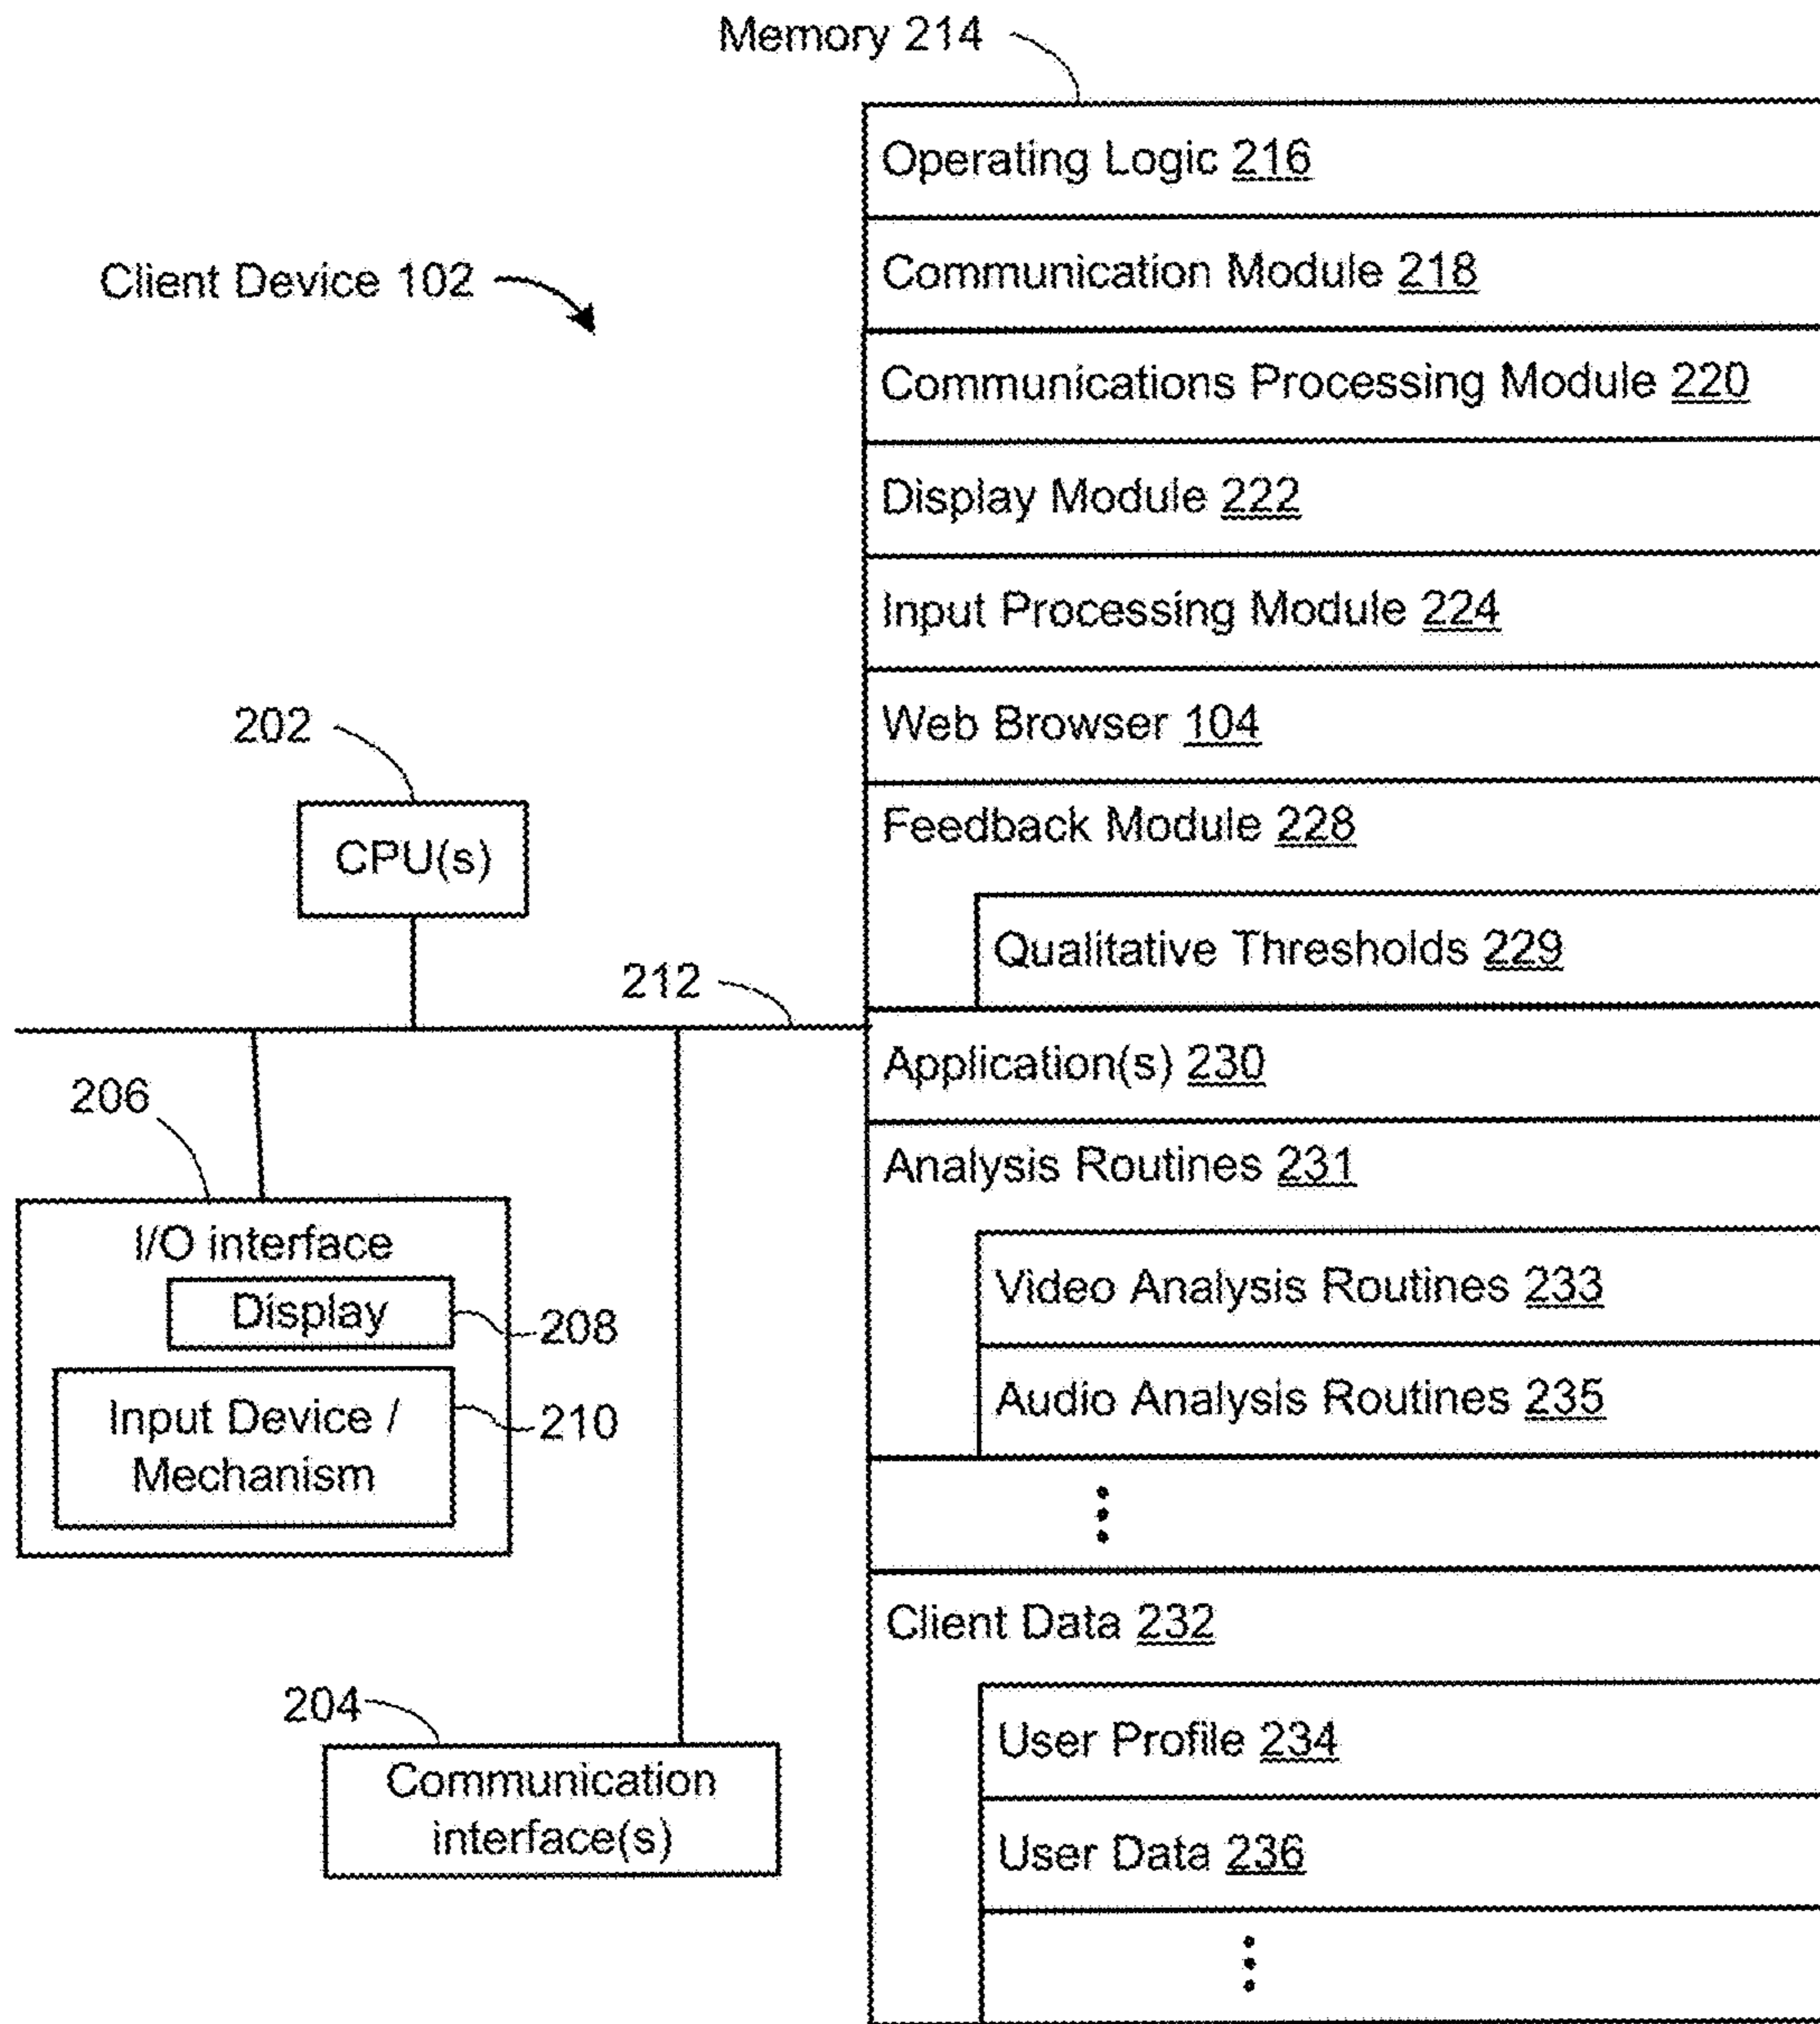 Memory 214
Operating Logic 216
Client Device 102
Communication Module 218
Communications Processing Module 220
Display Module 222
Input Processing Module 224
202
Web Browser 104
CPU(s)
Feedback Module 228
Qualitative Thresholds 229
212
Application(s) 230
206
Analysis Routines 231
I/O interface
Display
208
Video Analysis Routines 233
Input Device /
Mechanism
210
Audio Analysis Routines 235
Client Data 232
204
Communication
interface(s)
User Profile 234
User Data 236